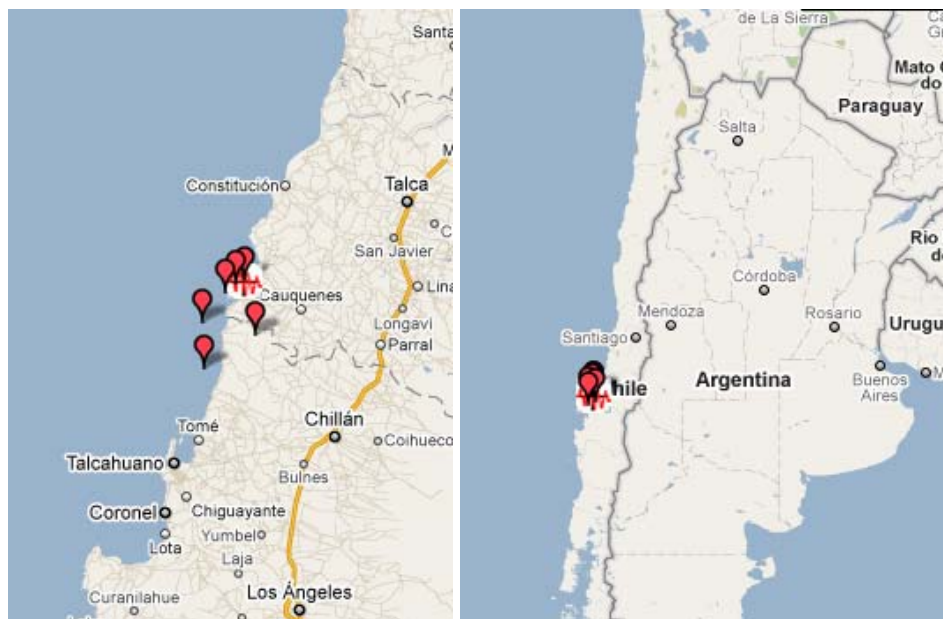 Santa
Constitución
Talca
San Javier
Cauquenes
Lina
Longaví
Parral
Chillán
Coihueco
Tomé
Talcahuano
Bulnes
Chiguayante
Coronel
Yumbel
Lota
Laja
Curanilahue
Los Ángeles
de La Sierra
Mato G
do
Paraguay
Salta
Rio
de
Córdoba
Mendoza
Rosario
Santiago
Urugu
Buenos
Aires
hile
Argentina